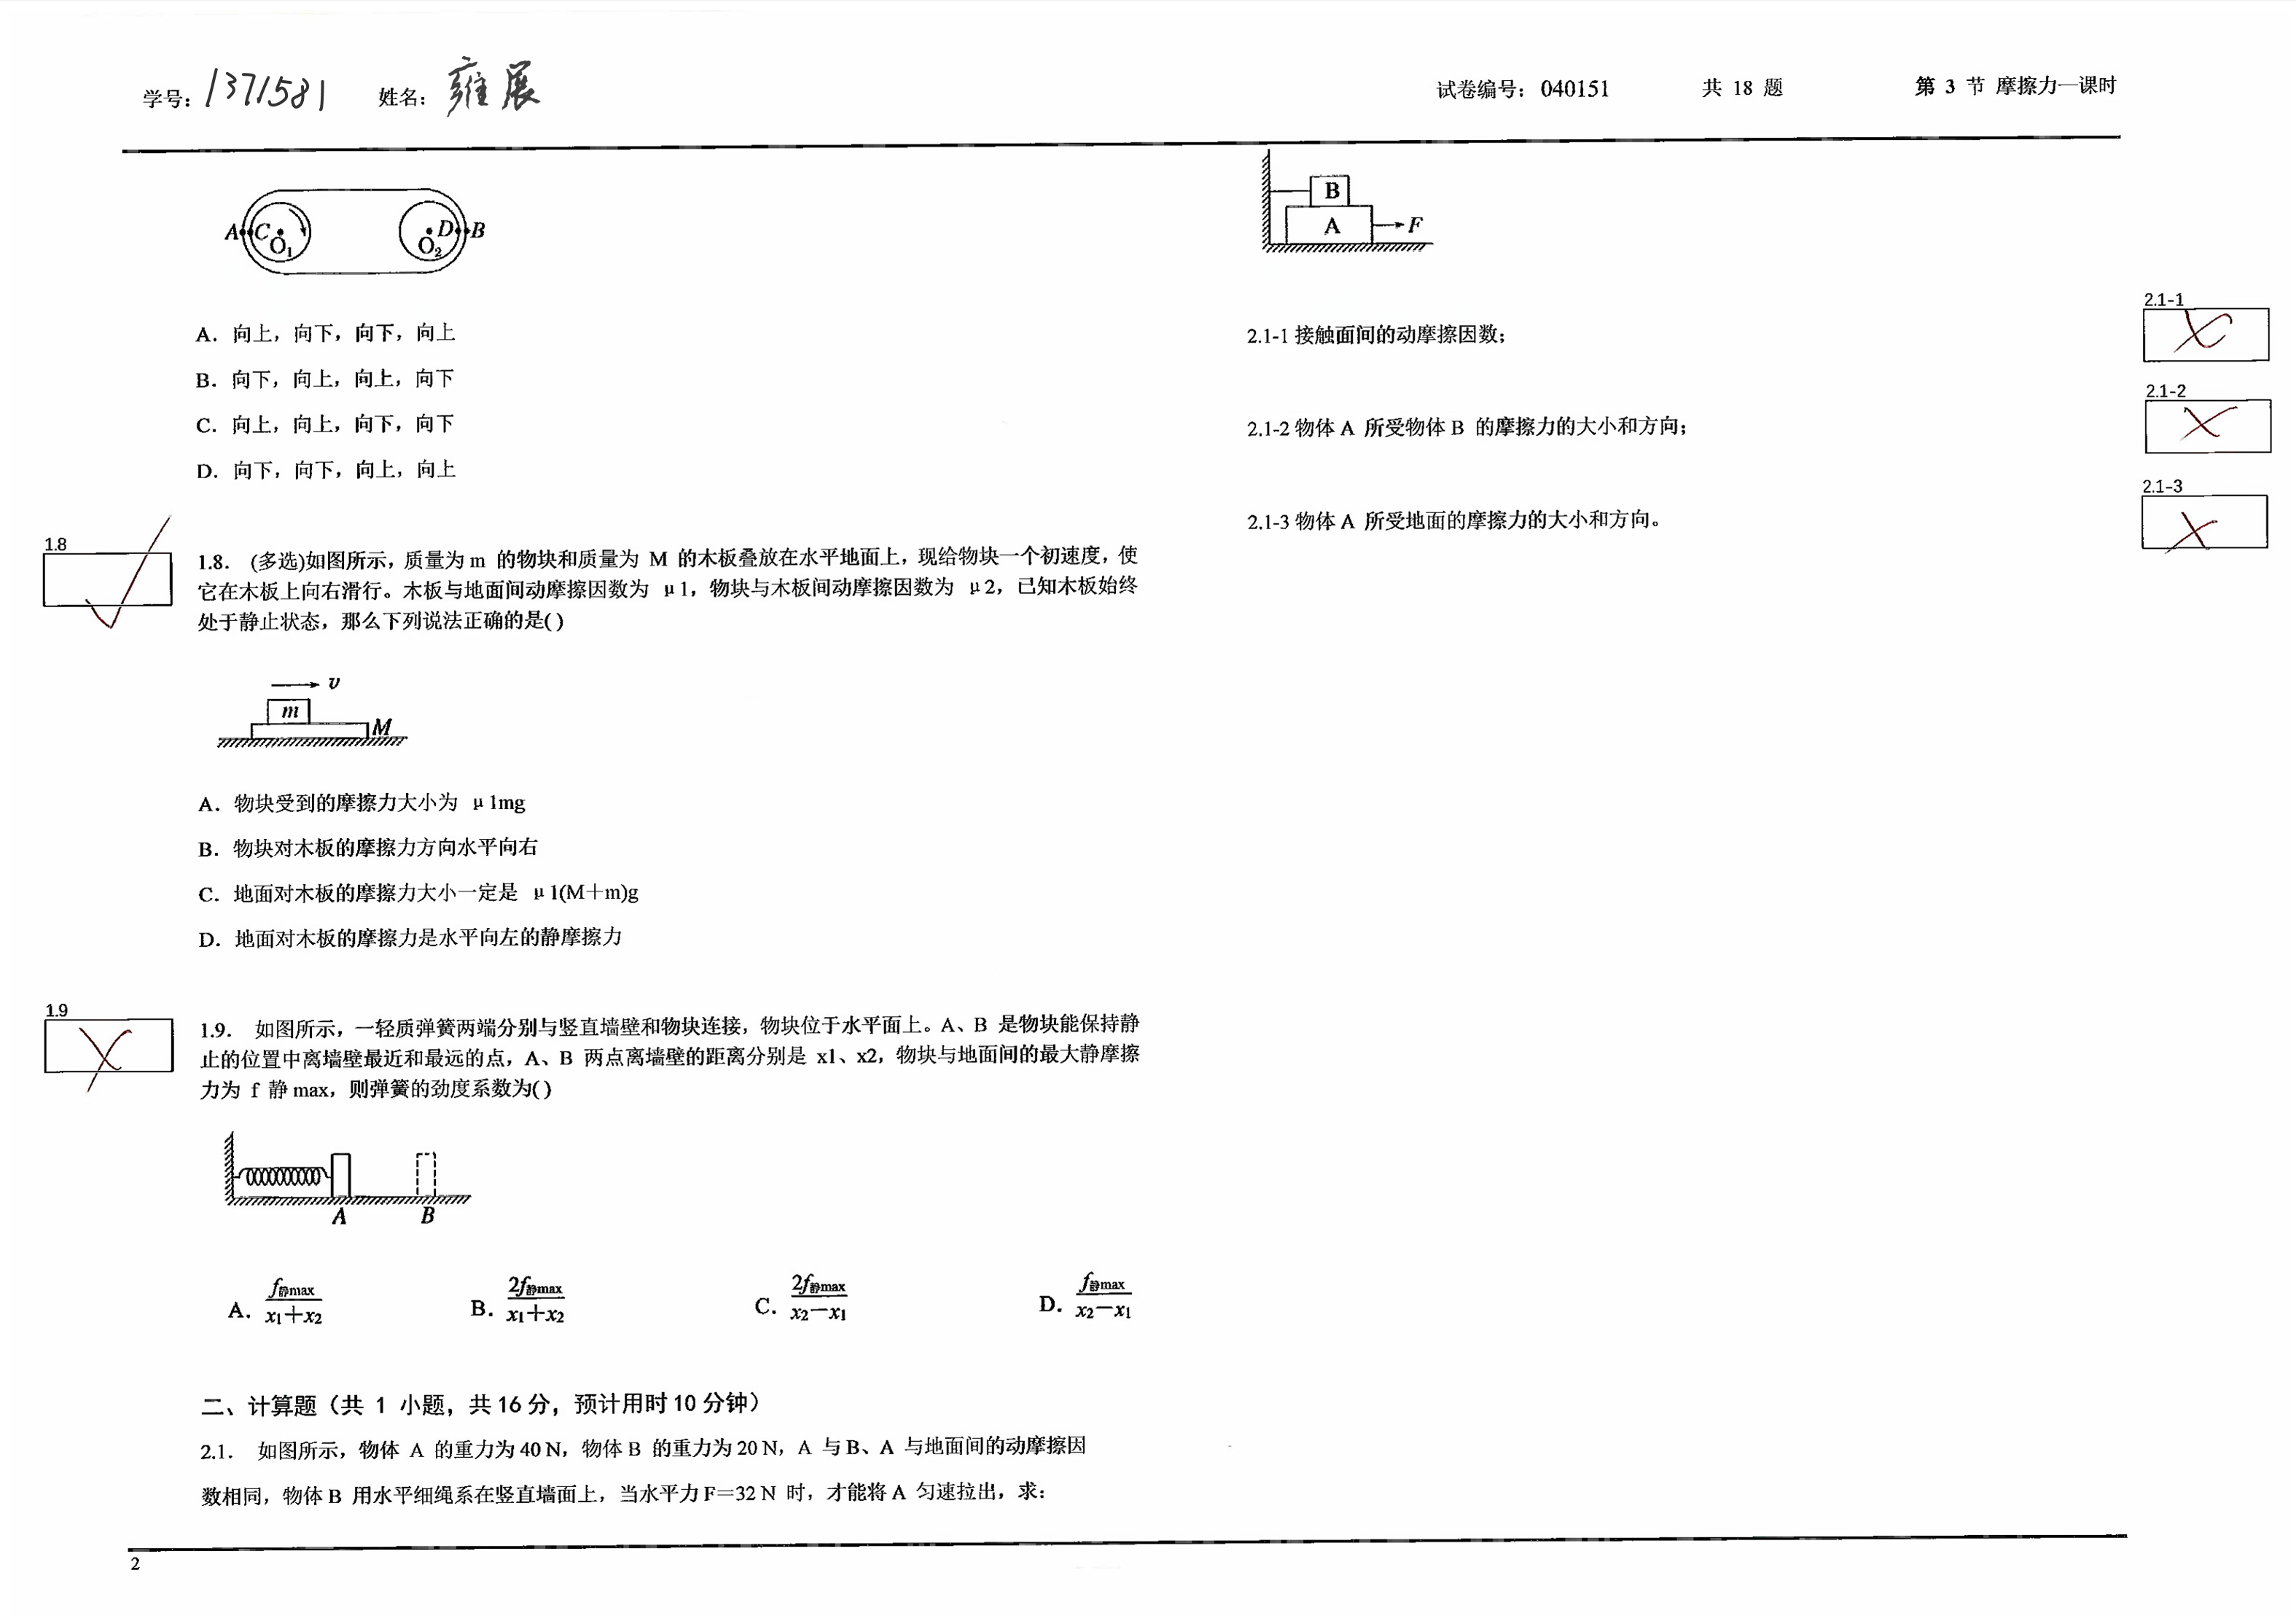 学号: 1371581 姓名: 雍展 试卷编号: 040151 共 18 题 第 3 节 摩擦力一课时
A C O1 O2 D B
A. 向上，向下，向下，向上
B. 向下，向上，向上，向下
C. 向上，向上，向下，向下
D. 向下，向下，向上，向上
1.8
1.8. (多选)如图所示，质量为 m 的物块和质量为 M 的木板叠放在水平地面上，现给物块一个初速度，使
它在木板上向右滑行。木板与地面间动摩擦因数为 μ1，物块与木板间动摩擦因数为 μ2，已知木板始终
处于静止状态，那么下列说法正确的是( )
v
m
M
A. 物块受到的摩擦力大小为 μ1mg
B. 物块对木板的摩擦力方向水平向右
C. 地面对木板的摩擦力大小一定是 μ1(M+m)g
D. 地面对木板的摩擦力是水平向左的静摩擦力
1.9
1.9. 如图所示，一轻质弹簧两端分别与竖直墙壁和物块连接，物块位于水平面上。A、B 是物块能保持静
止的位置中离墙壁最近和最远的点，A、B 两点离墙壁的距离分别是 x1、x2，物块与地面间的最大静摩擦
力为 f 静 max，则弹簧的劲度系数为( )
A B
A. f静max/(x1+x2) B. 2f静max/(x1+x2) C. 2f静max/(x2-x1) D. f静max/(x2-x1)
二、计算题（共 1 小题，共16分，预计用时10分钟）
2.1. 如图所示，物体 A 的重力为 40 N，物体 B 的重力为 20 N，A 与 B、A 与地面间的动摩擦因
数相同，物体 B 用水平细绳系在竖直墙面上，当水平力 F=32 N 时，才能将 A 匀速拉出，求：
B
A F
2.1-1 接触面间的动摩擦因数;
2.1-1
2.1-2 物体 A 所受物体 B 的摩擦力的大小和方向;
2.1-2
2.1-3 物体 A 所受地面的摩擦力的大小和方向。
2.1-3
2